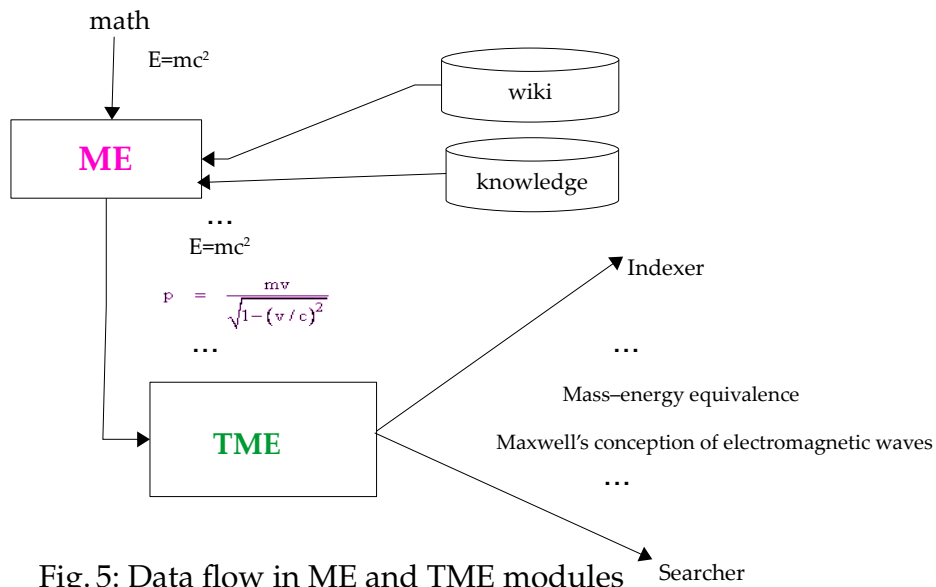 math
E=mc²
wiki
ME
knowledge
...
E=mc²
p = mv / √1−(v/c)²
...
Indexer
...
Mass–energy equivalence
TME
Maxwell's conception of electromagnetic waves
...
Fig. 5: Data flow in ME and TME modules
Searcher